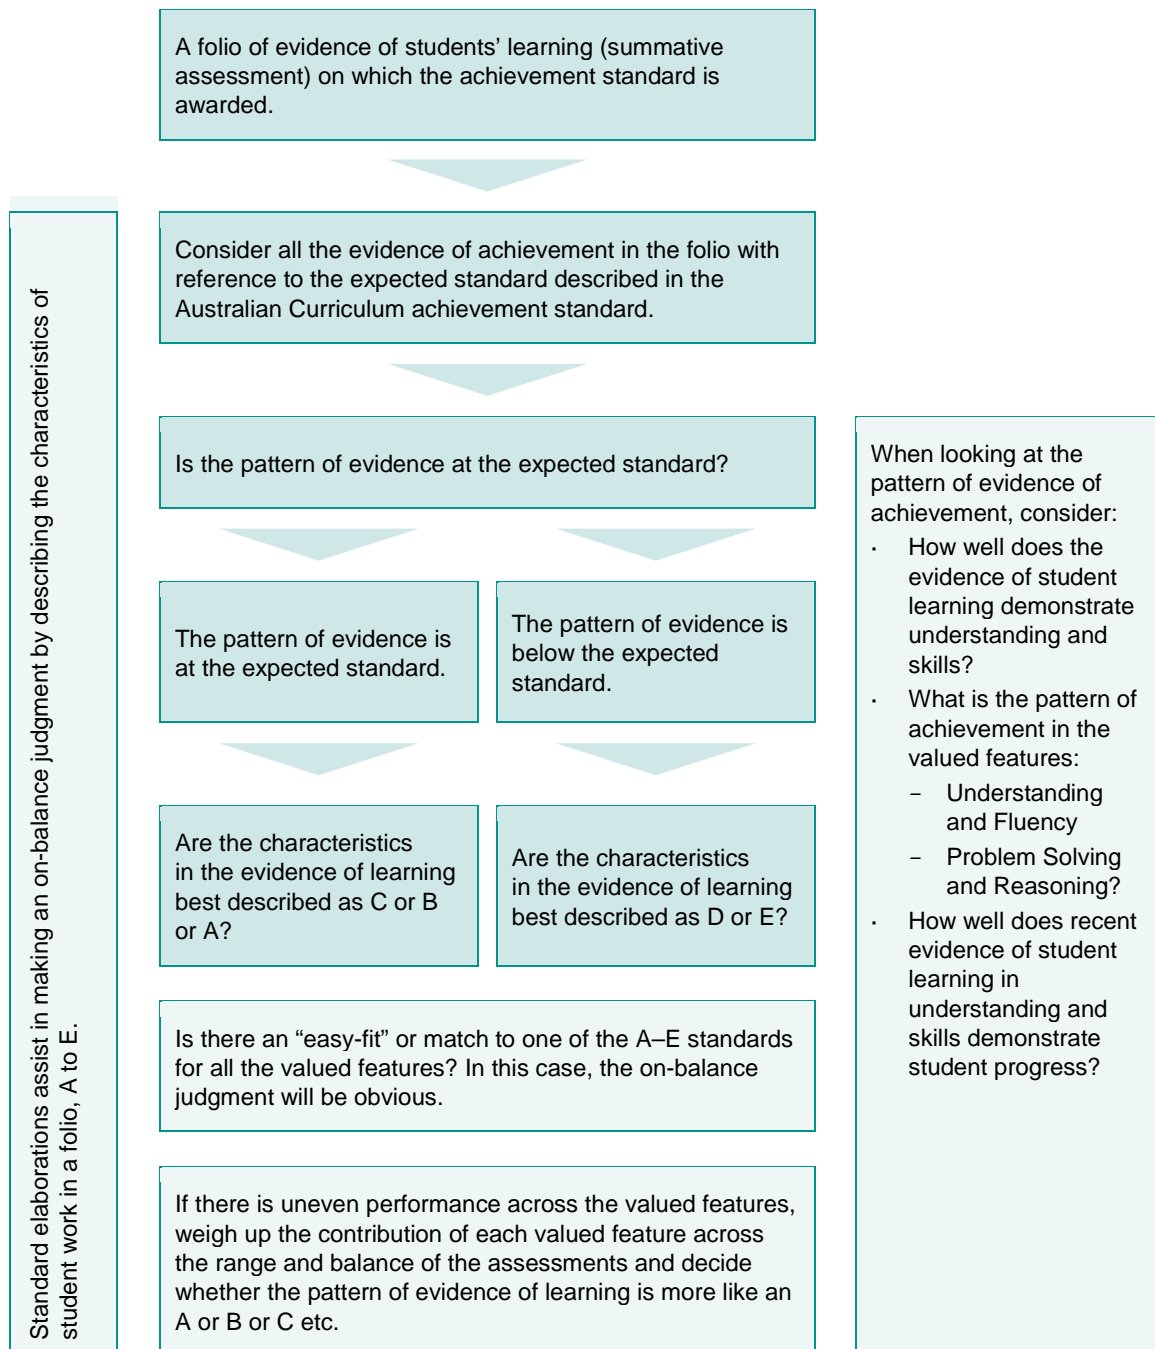 A folio of evidence of students’ learning (summative
assessment) on which the achievement standard is
awarded.
Standard elaborations assist in making an on-balance judgment by describing the characteristics of
student work in a folio, A to E.
Consider all the evidence of achievement in the folio with
reference to the expected standard described in the
Australian Curriculum achievement standard.
Is the pattern of evidence at the expected standard?
The pattern of evidence is
at the expected standard.
The pattern of evidence is
below the expected
standard.
Are the characteristics
in the evidence of learning
best described as C or B
or A?
Are the characteristics
in the evidence of learning
best described as D or E?
Is there an “easy-fit” or match to one of the A–E standards
for all the valued features? In this case, the on-balance
judgment will be obvious.
If there is uneven performance across the valued features,
weigh up the contribution of each valued feature across
the range and balance of the assessments and decide
whether the pattern of evidence of learning is more like an
A or B or C etc.
When looking at the
pattern of evidence of
achievement, consider:
· How well does the
evidence of student
learning demonstrate
understanding and
skills?
· What is the pattern of
achievement in the
valued features:
– Understanding
and Fluency
– Problem Solving
and Reasoning?
· How well does recent
evidence of student
learning in
understanding and
skills demonstrate
student progress?